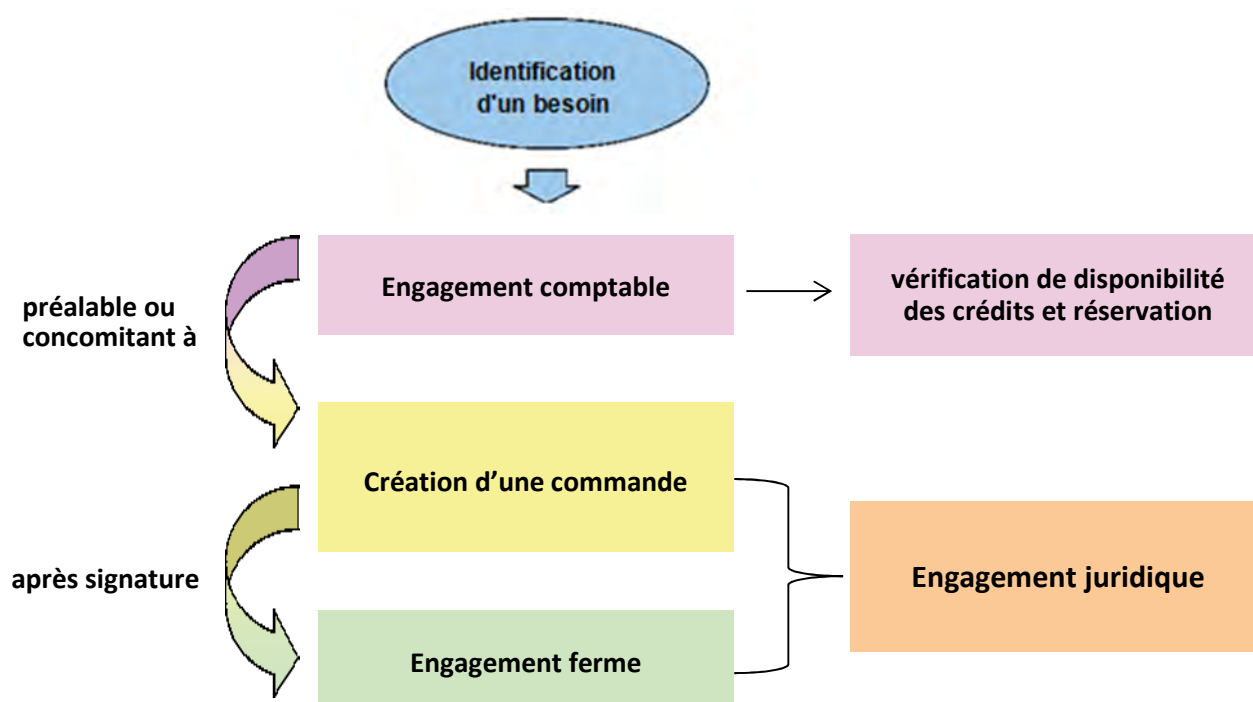 Identification
d'un besoin
Engagement comptable
vérification de disponibilité
des crédits et réservation
préalable ou
concomitant à
Création d’une commande
après signature
Engagement juridique
Engagement ferme